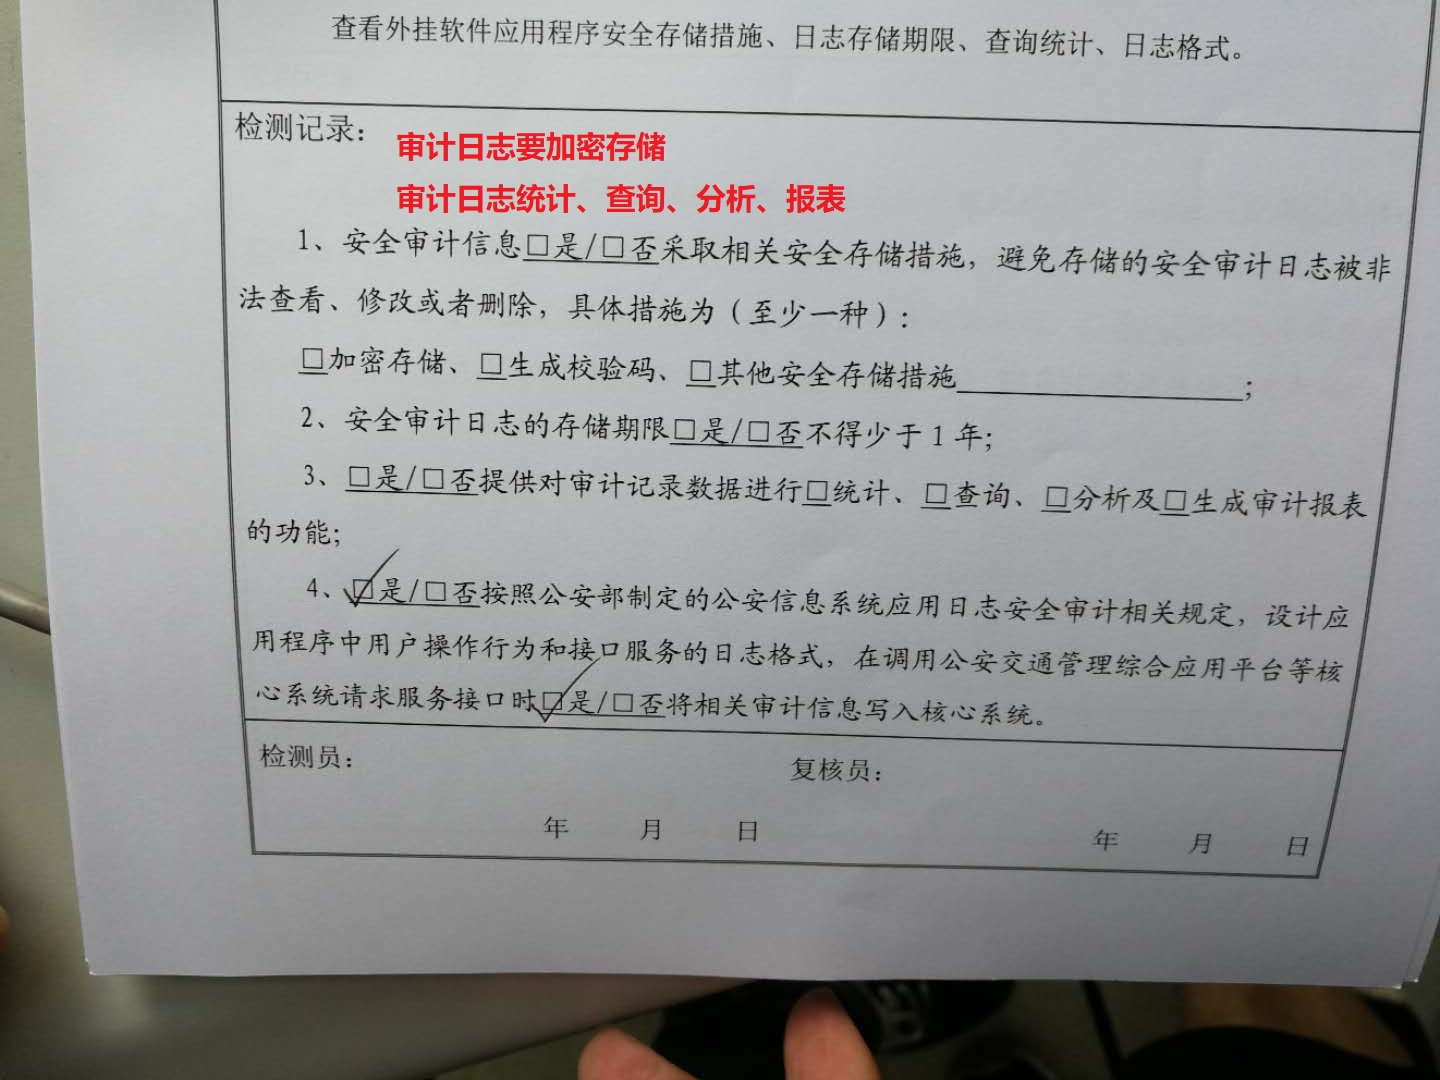 查看外挂软件应用程序安全存储措施、日志存储期限、查询统计、日志格式。
检测记录：
审计日志要加密存储
审计日志统计、查询、分析、报表
1、安全审计信息□是/□否采取相关安全存储措施，避免存储的安全审计日志被非
法查看、修改或者删除，具体措施为（至少一种）：
□加密存储、□生成校验码、□其他安全存储措施____________________；
2、安全审计日志的存储期限□是/□否不得少于1年；
3、□是/□否提供对审计记录数据进行□统计、□查询、□分析及□生成审计报表
的功能；
4、☑是/□否按照公安部制定的公安信息系统应用日志安全审计相关规定，设计应
用程序中用户操作行为和接口服务的日志格式，在调用公安交通管理综合应用平台等核
心系统请求服务接口时☑是/□否将相关审计信息写入核心系统。
检测员： 复核员：
年 月 日 年 月 日